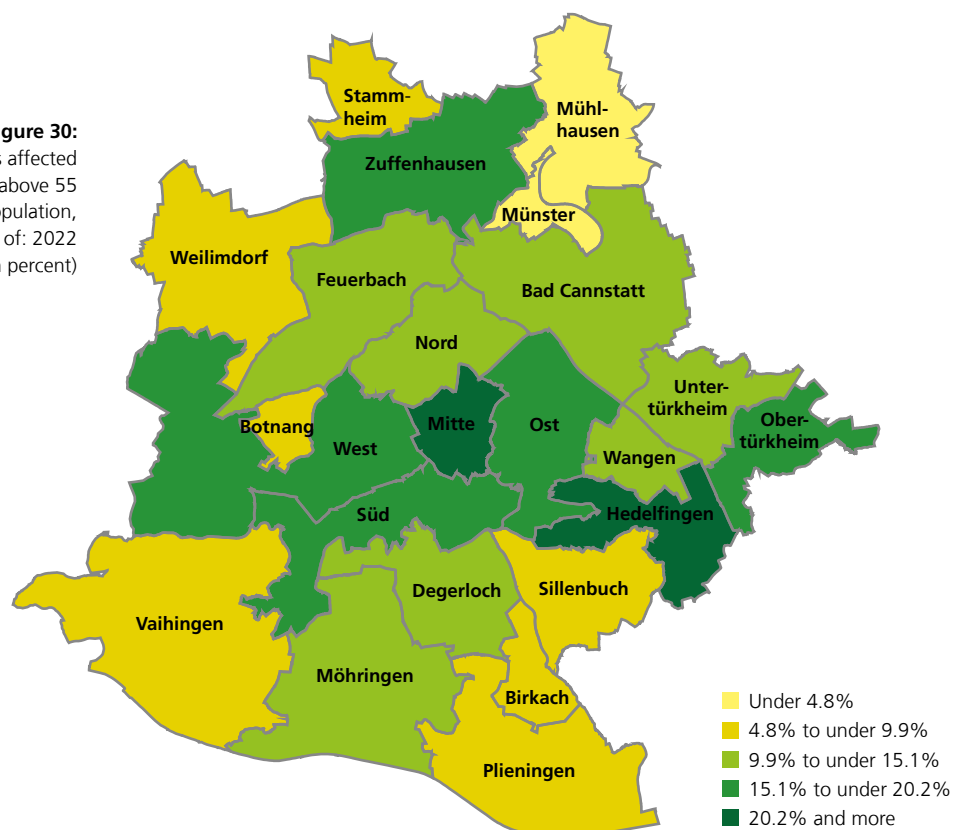 gure 30:
s affected
above 55
opulation,
of: 2022
percent)
Stamm-
heim
Mühl-
hausen
Zuffenhausen
Münster
Weilimdorf
Feuerbach
Bad Cannstatt
Nord
Unter-
türkheim
Ober-
türkheim
Botnang
Mitte
Ost
West
Wangen
Süd
Hedelfingen
Degerloch
Sillenbuch
Vaihingen
Möhringen
Birkach
Plieningen
Under 4.8%
4.8% to under 9.9%
9.9% to under 15.1%
15.1% to under 20.2%
20.2% and more